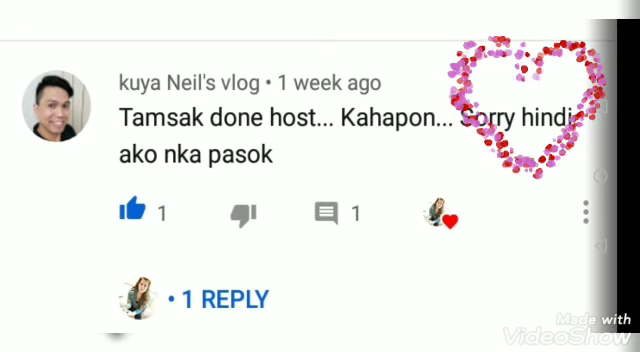 kuya Neil's vlog • 1 week ago
Tamsak done host... Kahapon... Sorry hindi
ako nka pasok
1
1
• 1 REPLY
Made with
VideoShow